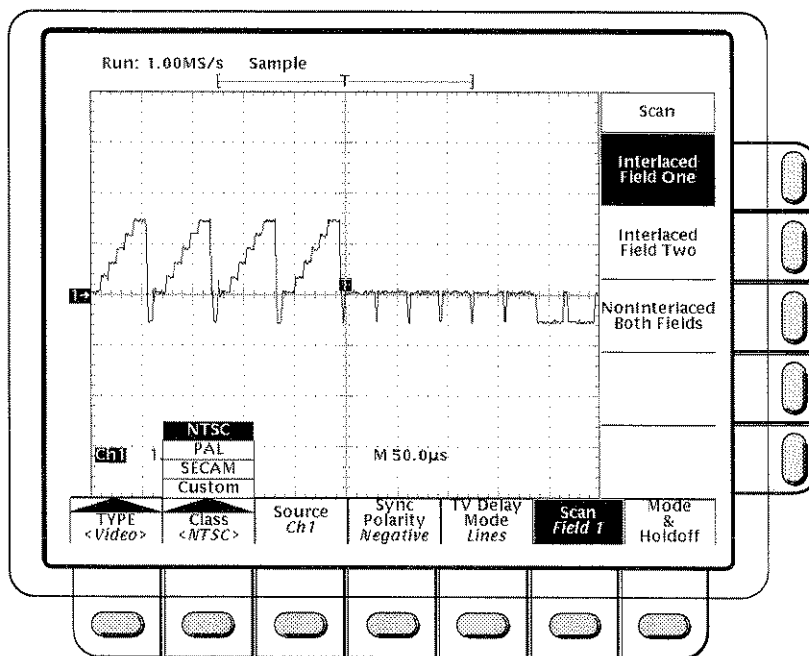 Run: 1.00MS/s Sample
T
Scan
Interlaced
Field One
Interlaced
Field Two
NonInterlaced
Both Fields
T
1→
NTSC
PAL
SECAM
Custom
Ch1 1. M 50.0µs
TYPE
<Video>
Class
<NTSC>
Source
Ch1
Sync
Polarity
Negative
TV Delay
Mode
Lines
Scan
Field 1
Mode
&
Holdoff